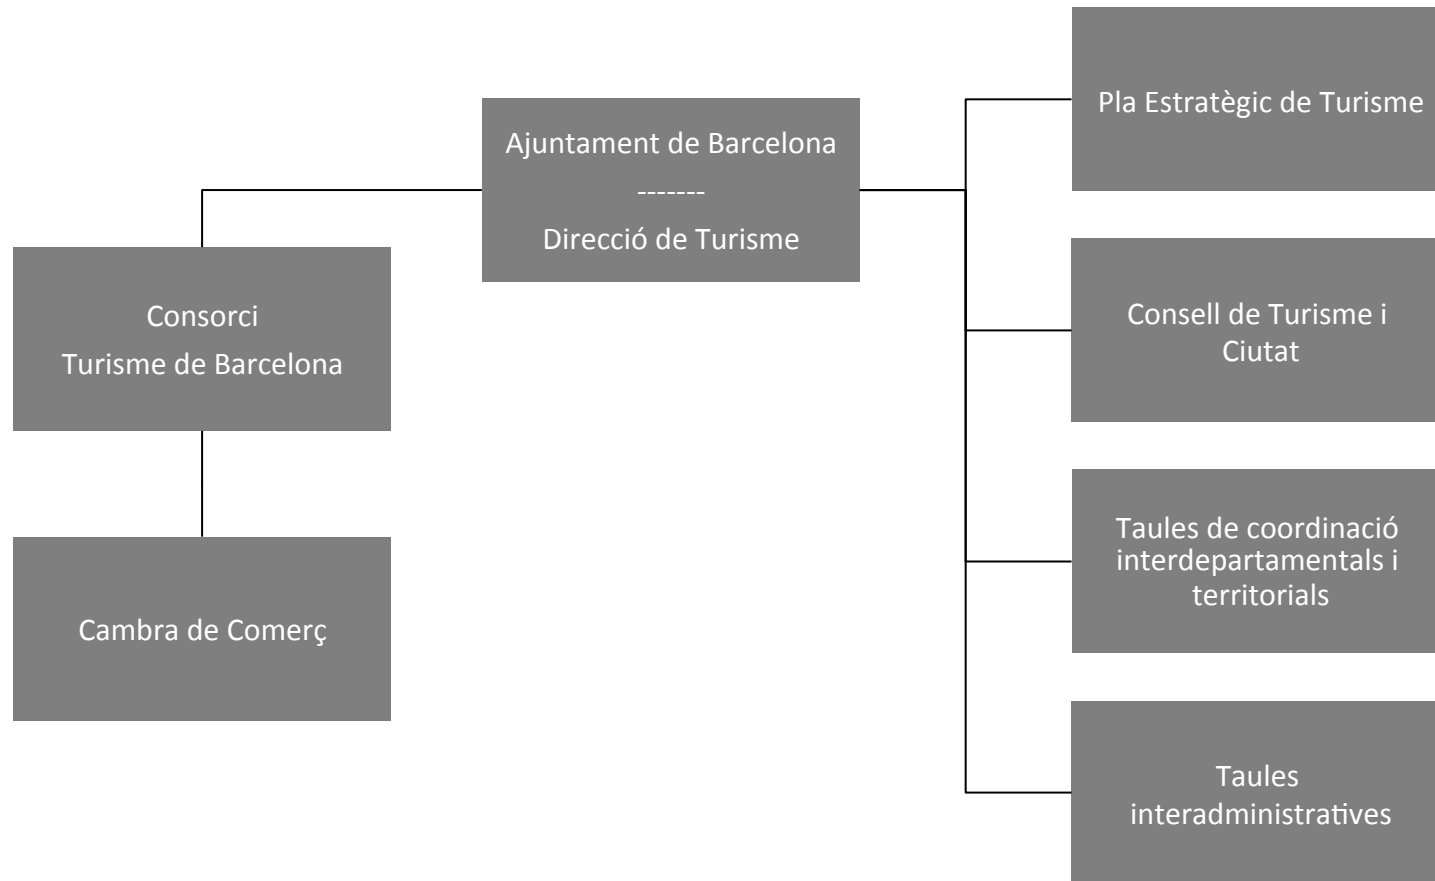 Pla Estratègic de Turisme
Ajuntament de Barcelona
-------
Direcció de Turisme
Consorci
Turisme de Barcelona
Consell de Turisme i
Ciutat
Taules de coordinació
interdepartamentals i
territorials
Cambra de Comerç
Taules
interadministratives